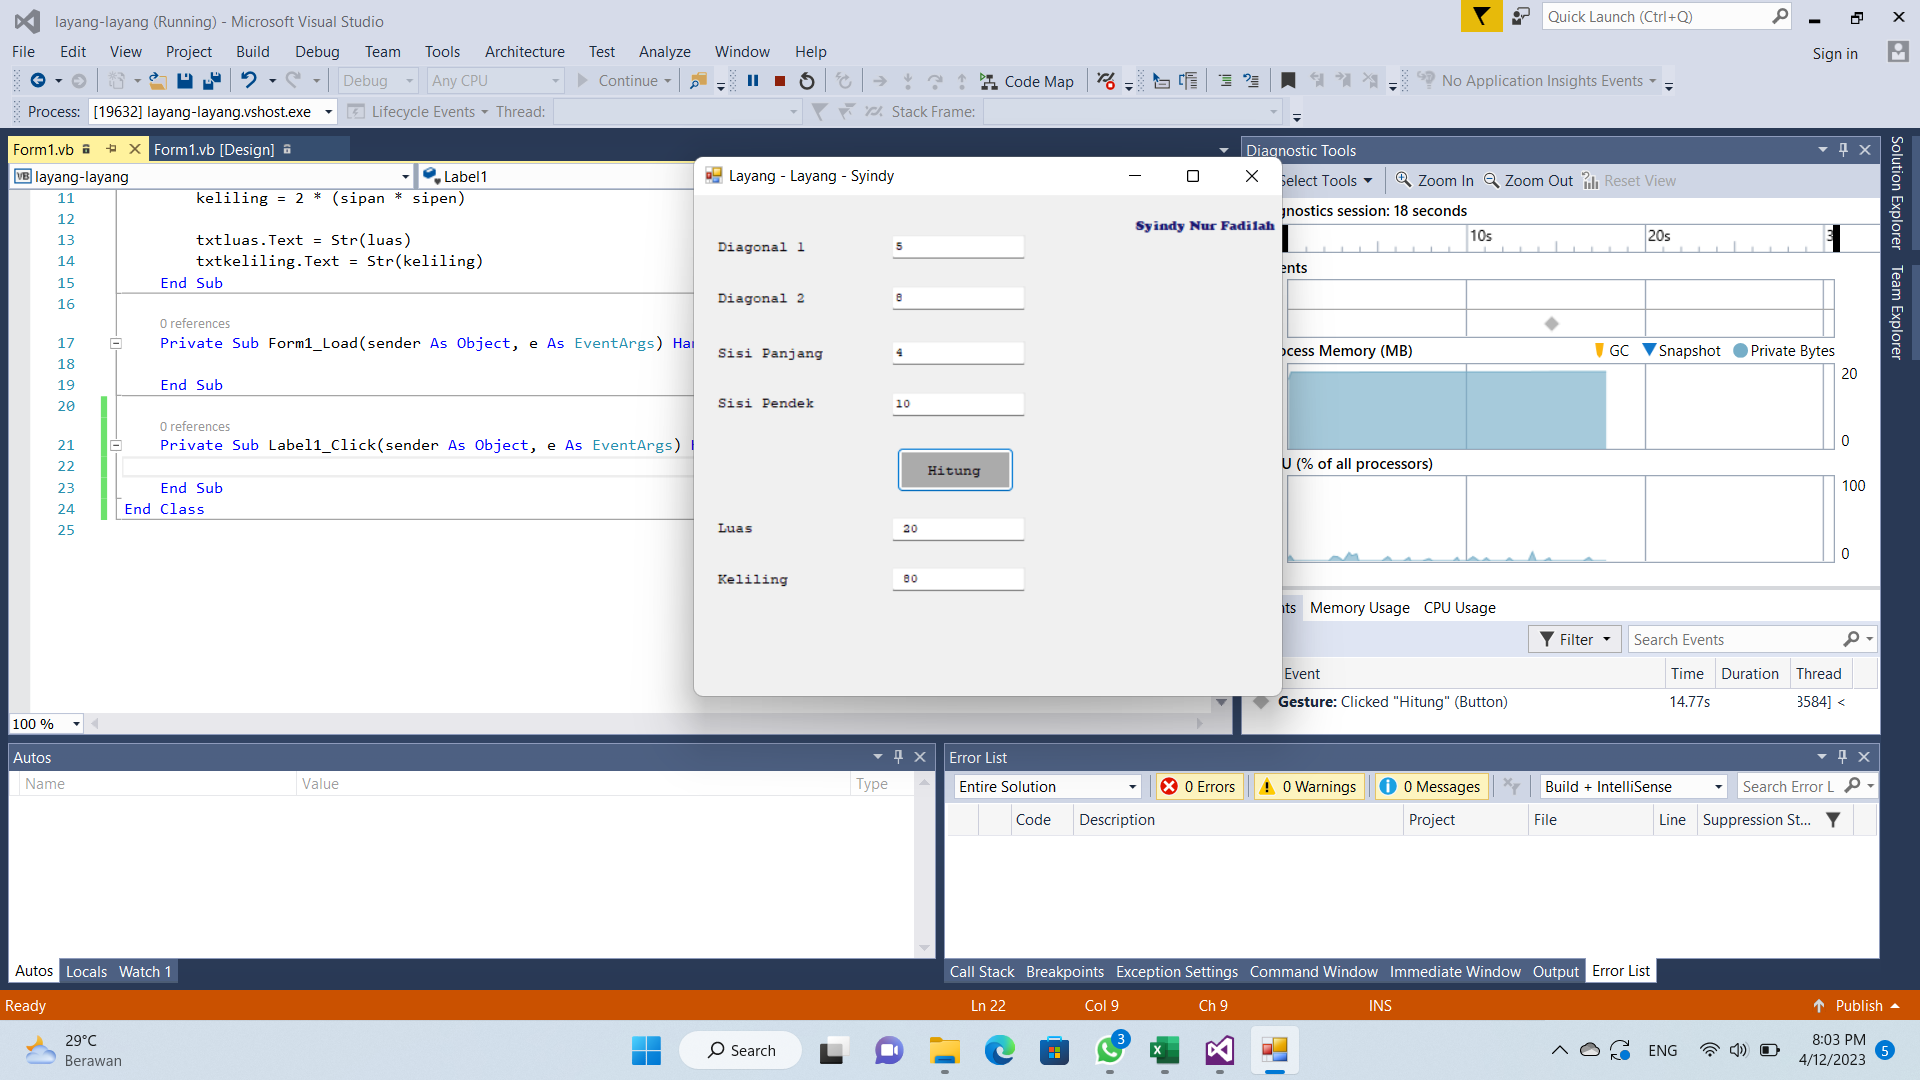 layang-layang (Running) - Microsoft Visual Studio
Quick Launch (Ctrl+Q)
File Edit View Project Build Debug Team Tools Architecture Test Analyze Window Help
Sign in
Debug Any CPU Continue Code Map No Application Insights Events
Process: [19632] layang-layang.vshost.exe Lifecycle Events Thread: Stack Frame:
Form1.vb Form1.vb [Design]
layang-layang Label1
11 keliling = 2 * (sipan * sipen)
12
13 txtluas.Text = Str(luas)
14 txtkeliling.Text = Str(keliling)
15 End Sub
16
0 references
17 Private Sub Form1_Load(sender As Object, e As EventArgs) Han
18
19 End Sub
20
0 references
21 Private Sub Label1_Click(sender As Object, e As EventArgs)
22
23 End Sub
24 End Class
25
100 %
Layang - Layang - Syindy
Syindy Nur Fadilah
Diagonal 1 5
Diagonal 2 8
Sisi Panjang 4
Sisi Pendek 10
Hitung
Luas 20
Keliling 80
Diagnostic Tools
Select Tools Zoom In Zoom Out Reset View
gnostics session: 18 seconds
10s 20s 3
ents
ocess Memory (MB) GC Snapshot Private Bytes
20
0
U (% of all processors)
100
0
ts Memory Usage CPU Usage
Filter Search Events
Event Time Duration Thread
Gesture: Clicked "Hitung" (Button) 14.77s 3584] <
Solution Explorer
Team Explorer
Autos
Name Value Type
Autos Locals Watch 1
Error List
Entire Solution 0 Errors 0 Warnings 0 Messages Build + IntelliSense Search Error L
Code Description Project File Line Suppression St...
Call Stack Breakpoints Exception Settings Command Window Immediate Window Output Error List
Ready Ln 22 Col 9 Ch 9 INS Publish
29°C
Berawan
Search
3
ENG
8:03 PM
4/12/2023
5